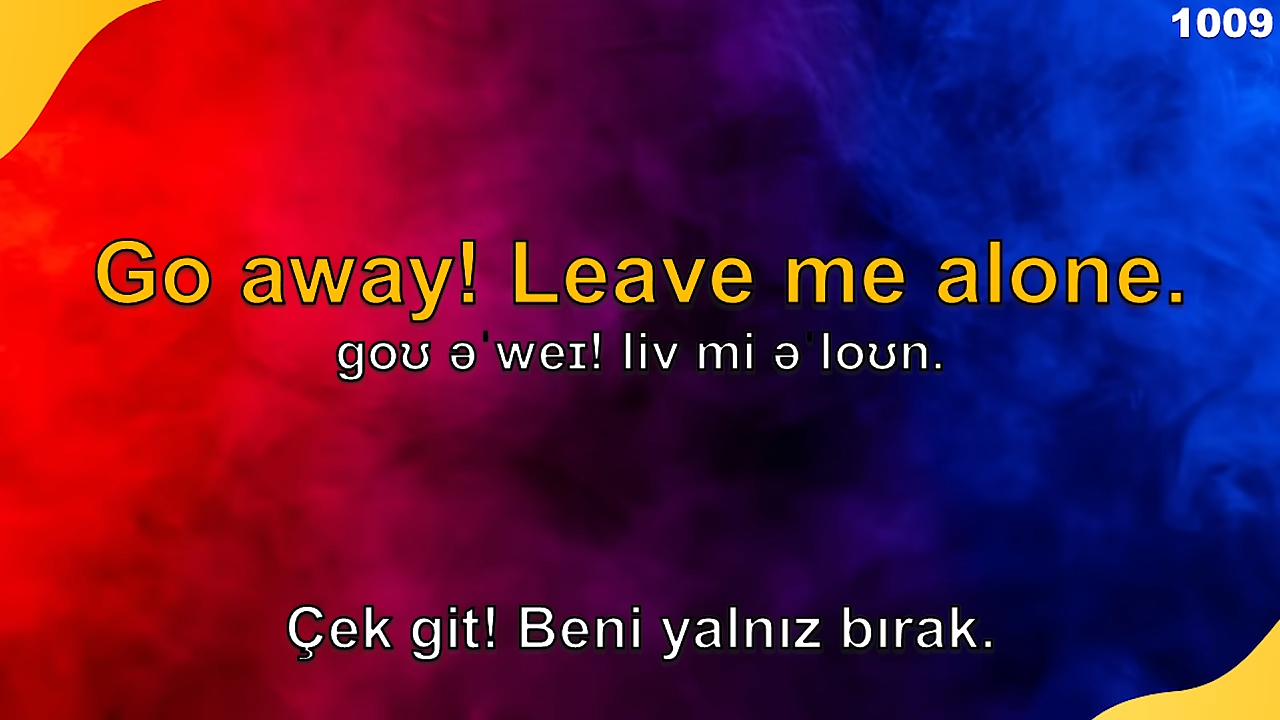 1009
Go away! Leave me alone.
goʊ əˈweɪ! liv mi əˈloʊn.
Çek git! Beni yalnız bırak.